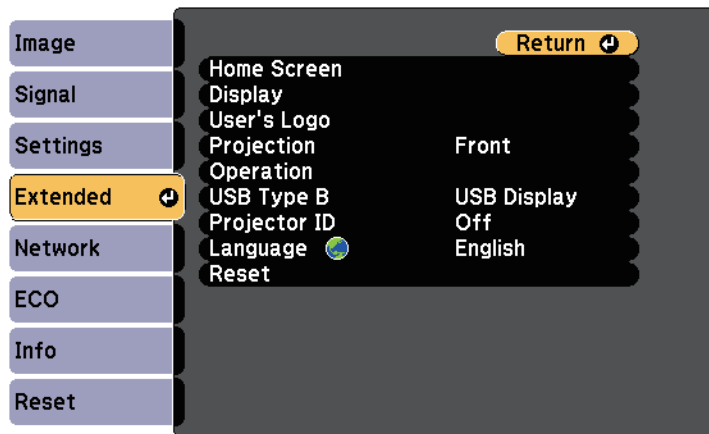 Image
Signal
Settings
Extended
Network
ECO
Info
Reset
Return
Home Screen
Display
User's Logo
Projection Front
Operation
USB Type B USB Display
Projector ID Off
Language English
Reset